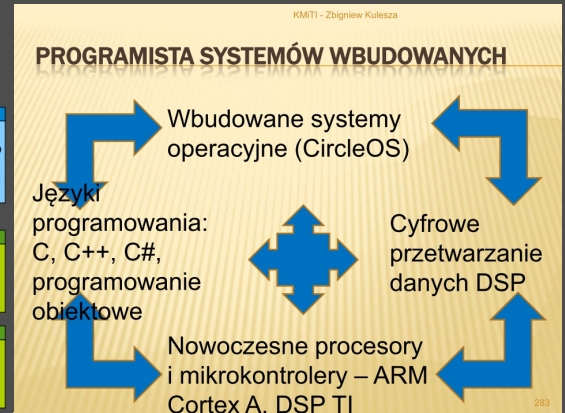 KMiTI - Zbigniew Kulesza
PROGRAMISTA SYSTEMÓW WBUDOWANYCH
Wbudowane systemy
operacyjne (CircleOS)
Języki
programowania:
C, C++, C#,
programowanie
obiektowe
Cyfrowe
przetwarzanie
danych DSP
Nowoczesne procesory
i mikrokontrolery – ARM
Cortex A, DSP TI
283